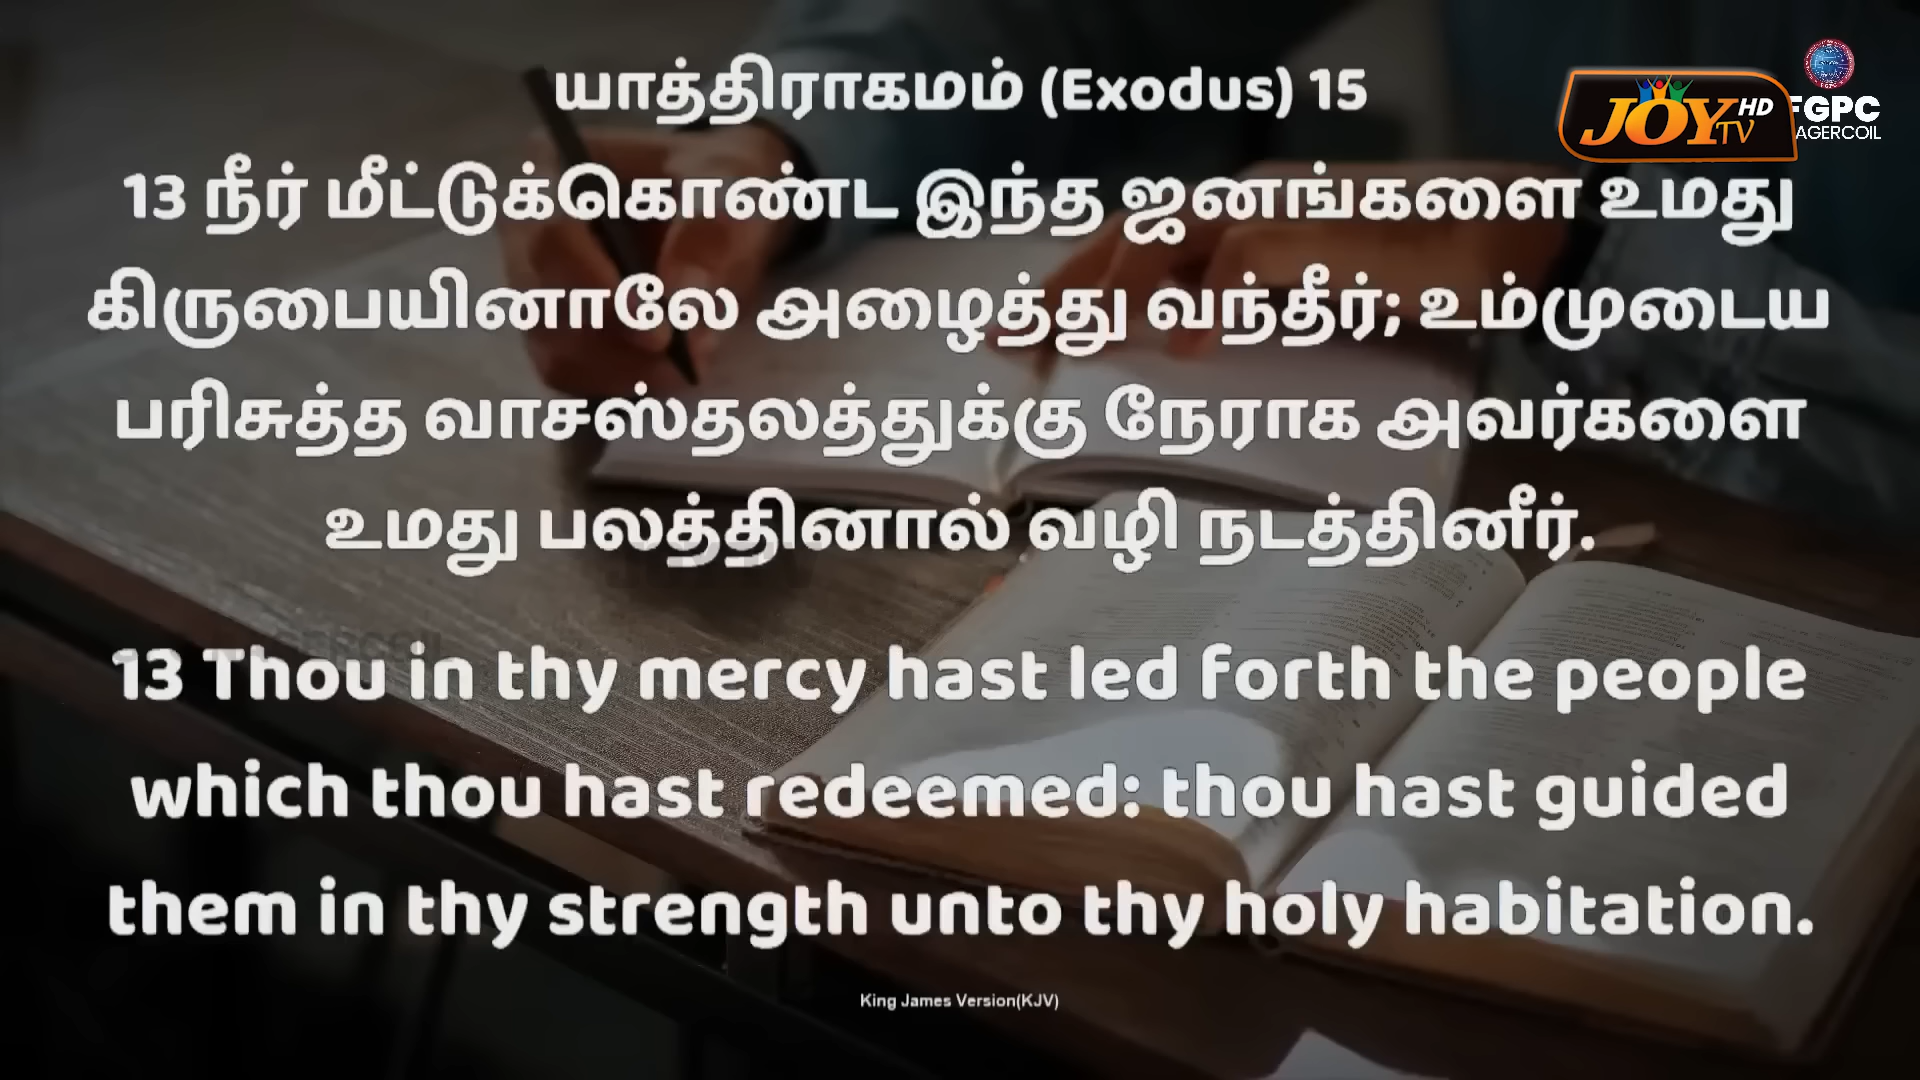 யாத்திராகமம் (Exodus) 15
JOY TV HD
FGPC
AGERCOIL
13 நீர் மீட்டுக்கொண்ட இந்த ஜனங்களை உமது
கிருபையினாலே அழைத்து வந்தீர்; உம்முடைய
பரிசுத்த வாசஸ்தலத்துக்கு நேராக அவர்களை
உமது பலத்தினால் வழி நடத்தினீர்.
13 Thou in thy mercy hast led forth the people
which thou hast redeemed: thou hast guided
them in thy strength unto thy holy habitation.
King James Version(KJV)